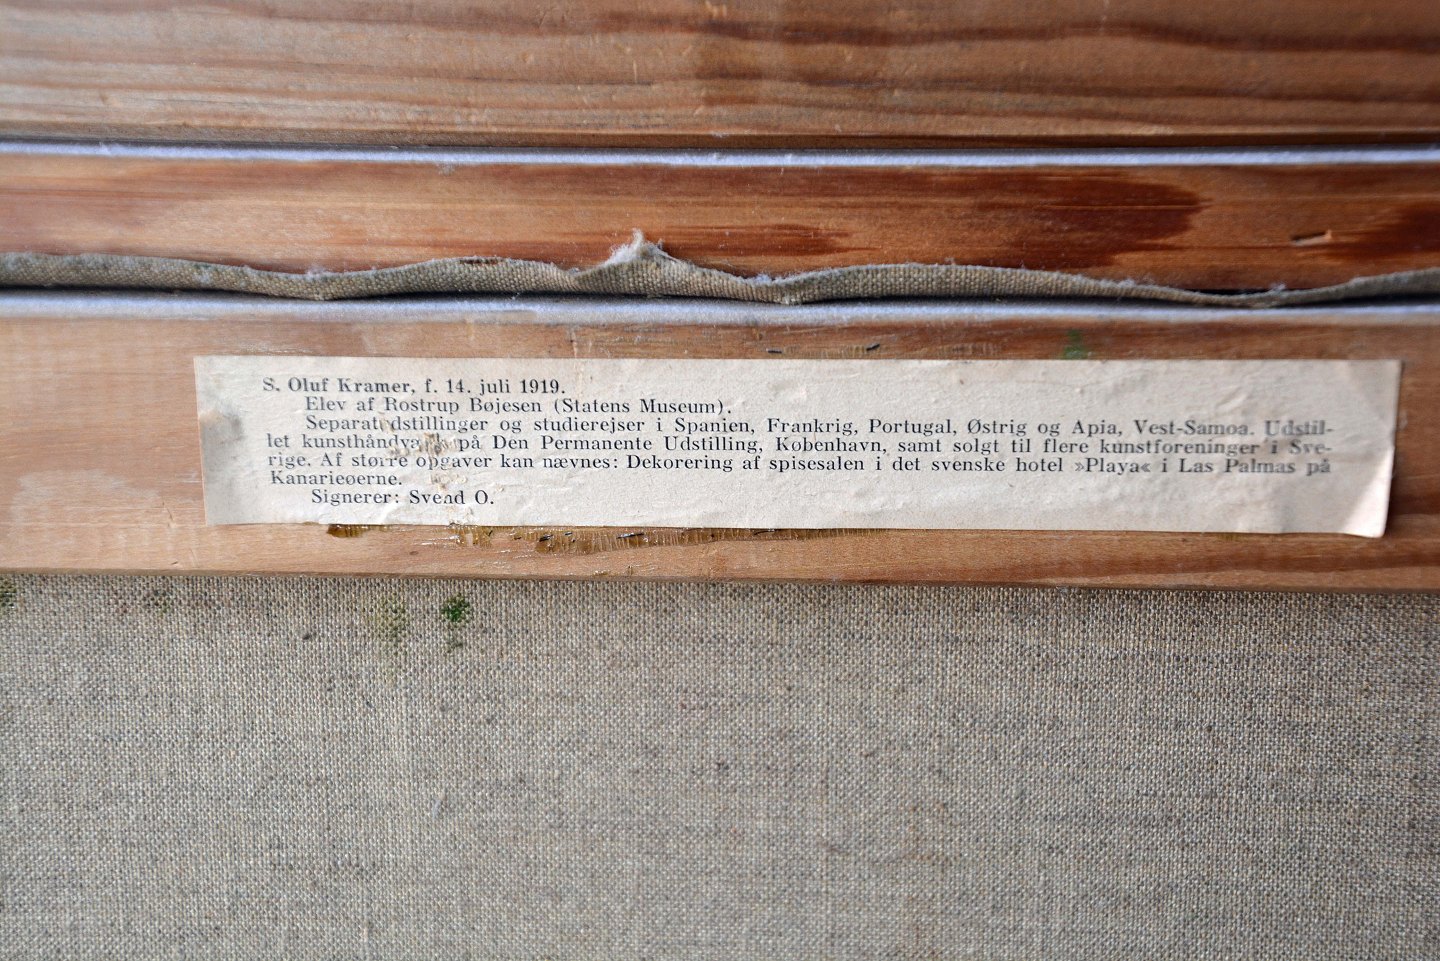 S. Oluf Kramer, f. 14. juli 1919.
Elev af Rostrup Bøjesen (Statens Museum).
Separatudstillinger og studierejser i Spanien, Frankrig, Portugal, Østrig og Apia, Vest-Samoa. Udstil-
let kunsthåndværk på Den Permanente Udstilling, København, samt solgt til flere kunstforeninger i Sve-
rige. Af større opgaver kan nævnes: Dekorering af spisesalen i det svenske hotel »Playa« i Las Palmas på
Kanarieøerne.
Signerer: Svend O.